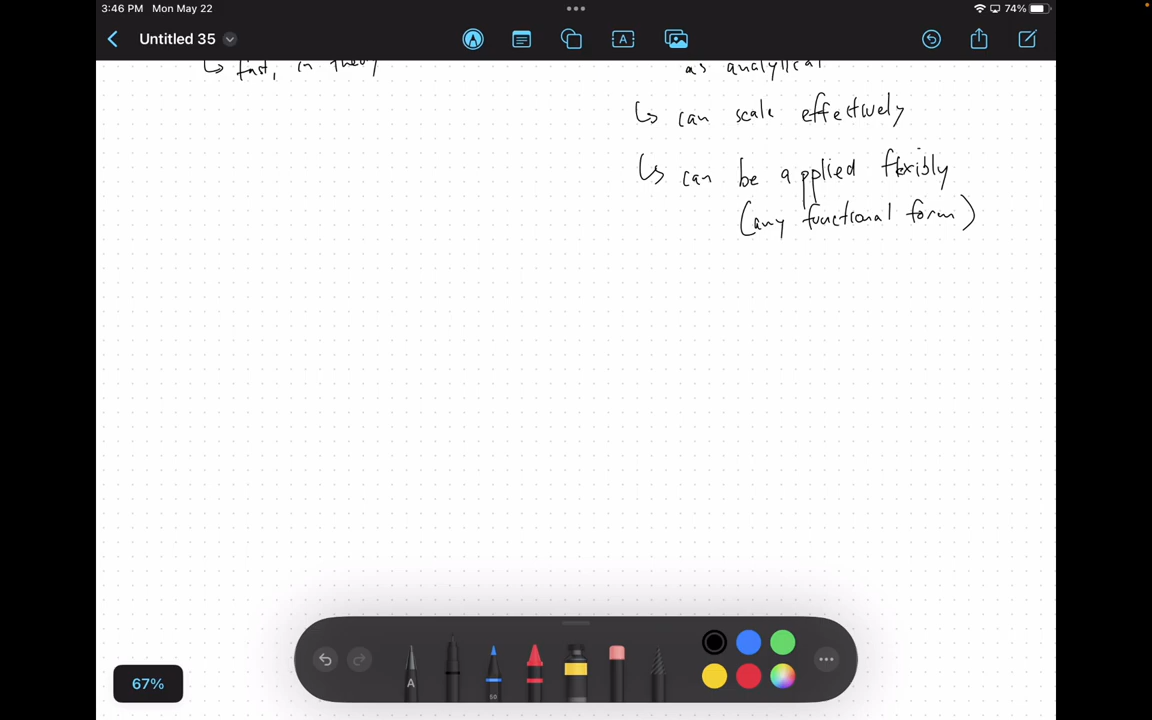 3:46 PM Mon May 22
74%
Untitled 35
A
↳ fast, in theory
as analytical
↳ can scale effectively
↳ can be applied flexibly
(any functional form)
A
50
67%